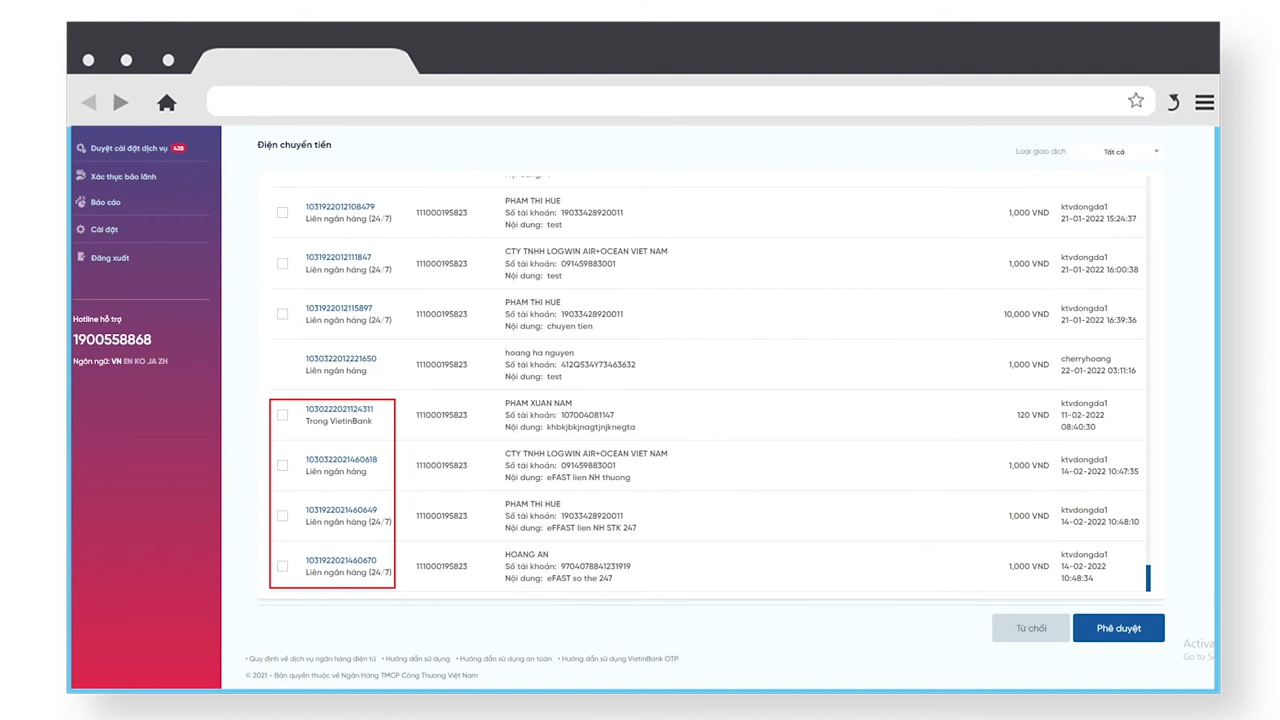 Duyệt cài đặt dịch vụ 428
Xác thực bảo lãnh
Báo cáo
Cài đặt
Đăng xuất
Hotline hỗ trợ
1900558868
Ngôn ngữ: VN EN KO JA ZH
Điện chuyển tiền
Loại giao dịch Tất cả
1031922012108479
Liên ngân hàng (24/7)
111000195823
PHAM THI HUE
Số tài khoản: 19033428920011
Nội dung: test
1,000 VND
ktvdongda1
21-01-2022 15:24:37
1031922012111847
Liên ngân hàng (24/7)
111000195823
CTY TNHH LOGWIN AIR+OCEAN VIET NAM
Số tài khoản: 091459883001
Nội dung: test
1,000 VND
ktvdongda1
21-01-2022 16:00:38
1031922012115897
Liên ngân hàng (24/7)
111000195823
PHAM THI HUE
Số tài khoản: 19033428920011
Nội dung: chuyen tien
10,000 VND
ktvdongda1
21-01-2022 16:39:36
1030322012221650
Liên ngân hàng
111000195823
hoang ha nguyen
Số tài khoản: 412Q534Y73463632
Nội dung: test
1,000 VND
cherryhoang
22-01-2022 03:11:16
1030222021124311
Trong VietinBank
111000195823
PHAM XUAN NAM
Số tài khoản: 107004081147
Nội dung: khbkjbkjnagtjnjknegta
120 VND
ktvdongda1
11-02-2022
08:40:30
1030322021460618
Liên ngân hàng
111000195823
CTY TNHH LOGWIN AIR+OCEAN VIET NAM
Số tài khoản: 091459883001
Nội dung: eFAST lien NH thuong
1,000 VND
ktvdongda1
14-02-2022 10:47:35
1031922021460649
Liên ngân hàng (24/7)
111000195823
PHAM THI HUE
Số tài khoản: 19033428920011
Nội dung: eFFAST lien NH STK 247
1,000 VND
ktvdongda1
14-02-2022 10:48:10
1031922021460670
Liên ngân hàng (24/7)
111000195823
HOANG AN
Số tài khoản: 9704078841231919
Nội dung: eFAST so the 247
1,000 VND
ktvdongda1
14-02-2022
10:48:34
Từ chối
Phê duyệt
Activa
Go to S
• Quy định về dịch vụ ngân hàng điện tử • Hướng dẫn sử dụng • Hướng dẫn sử dụng an toàn • Hướng dẫn sử dụng VietinBank OTP
© 2021 - Bản quyền thuộc về Ngân Hàng TMCP Công Thương Việt Nam